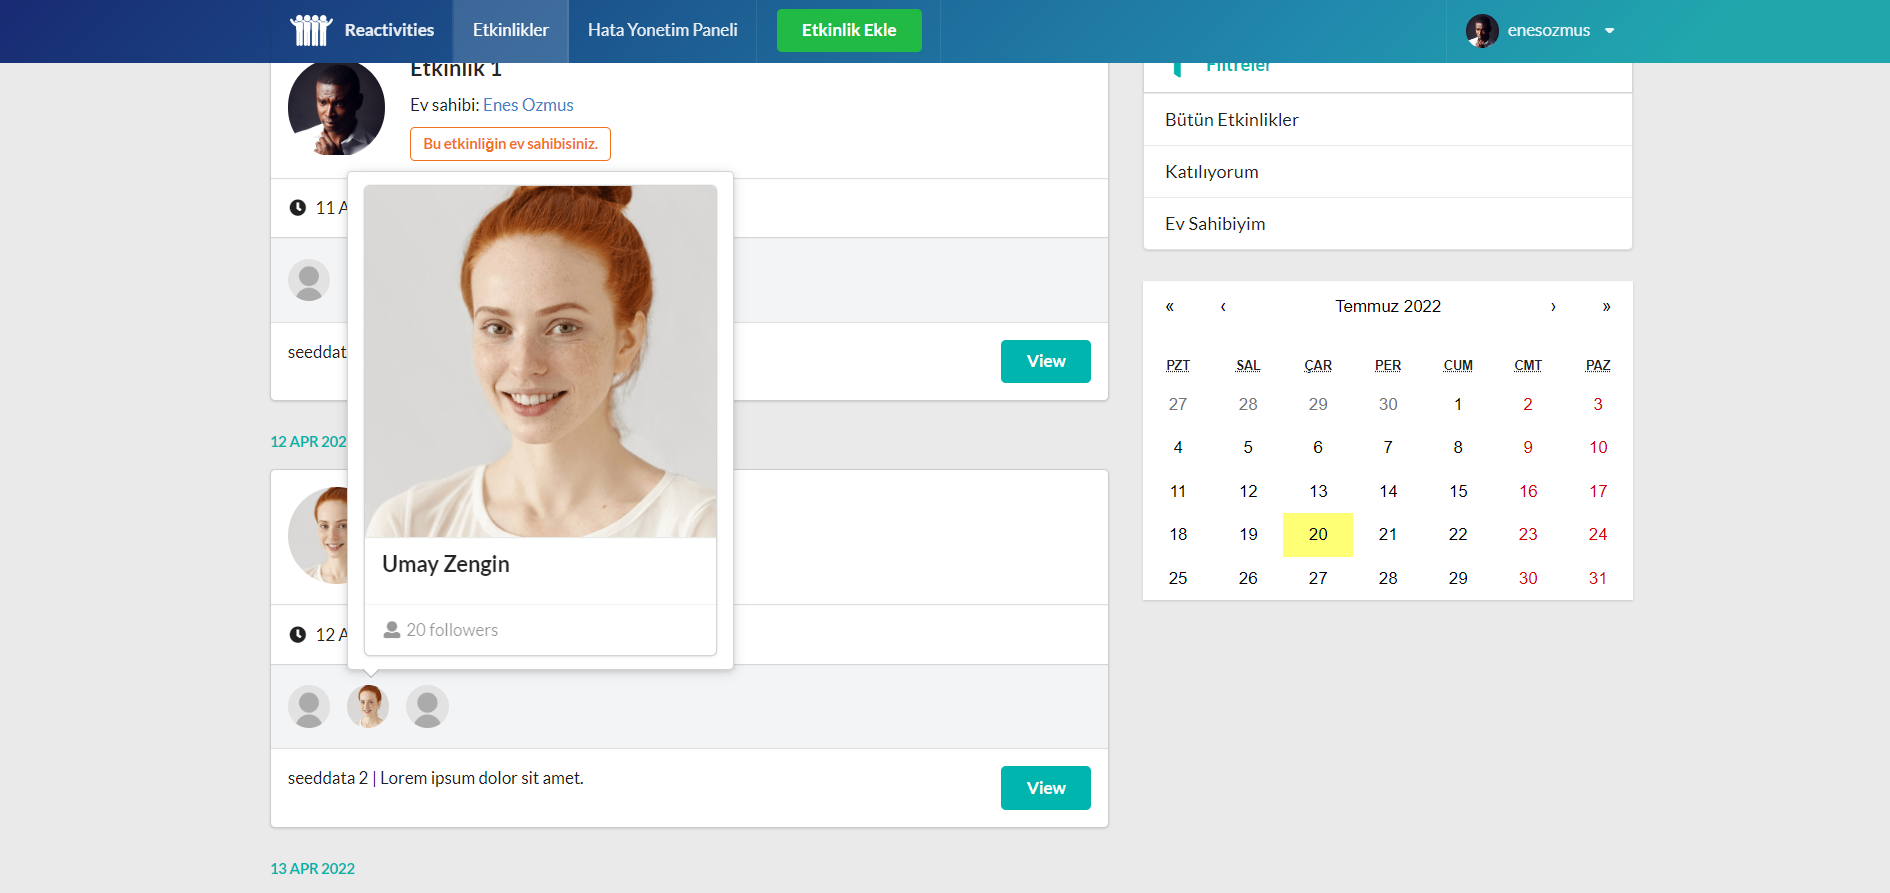 Reactivities
Etkinlikler
Hata Yonetim Paneli
Etkinlik Ekle
enesozmus
Etkinlik 1
Ev sahibi: Enes Ozmus
Bu etkinliğin ev sahibisiniz.
11 A
seeddat
View
12 APR 202
Umay Zengin
20 followers
12 A
seeddata 2 | Lorem ipsum dolor sit amet.
View
13 APR 2022
Filtreler
Bütün Etkinlikler
Katılıyorum
Ev Sahibiyim
« ‹ Temmuz 2022 › »
PZT SAL ÇAR PER CUM CMT PAZ
27 28 29 30 1 2 3
4 5 6 7 8 9 10
11 12 13 14 15 16 17
18 19 20 21 22 23 24
25 26 27 28 29 30 31